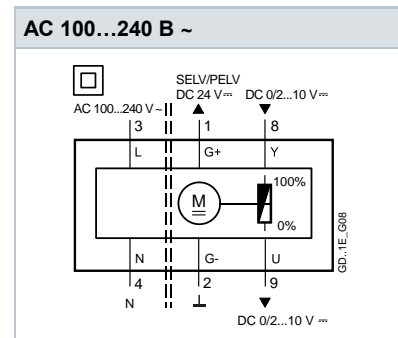 AC 100…240 В ~
SELV/PELV
AC 100...240 V ~ DC 24 V⎓ DC 0/2...10 V⎓
3 1 8
L G+ Y
100%
M
0%
N G- U
4 2 9
N
DC 0/2...10 V ⎓
GD..1E_G08